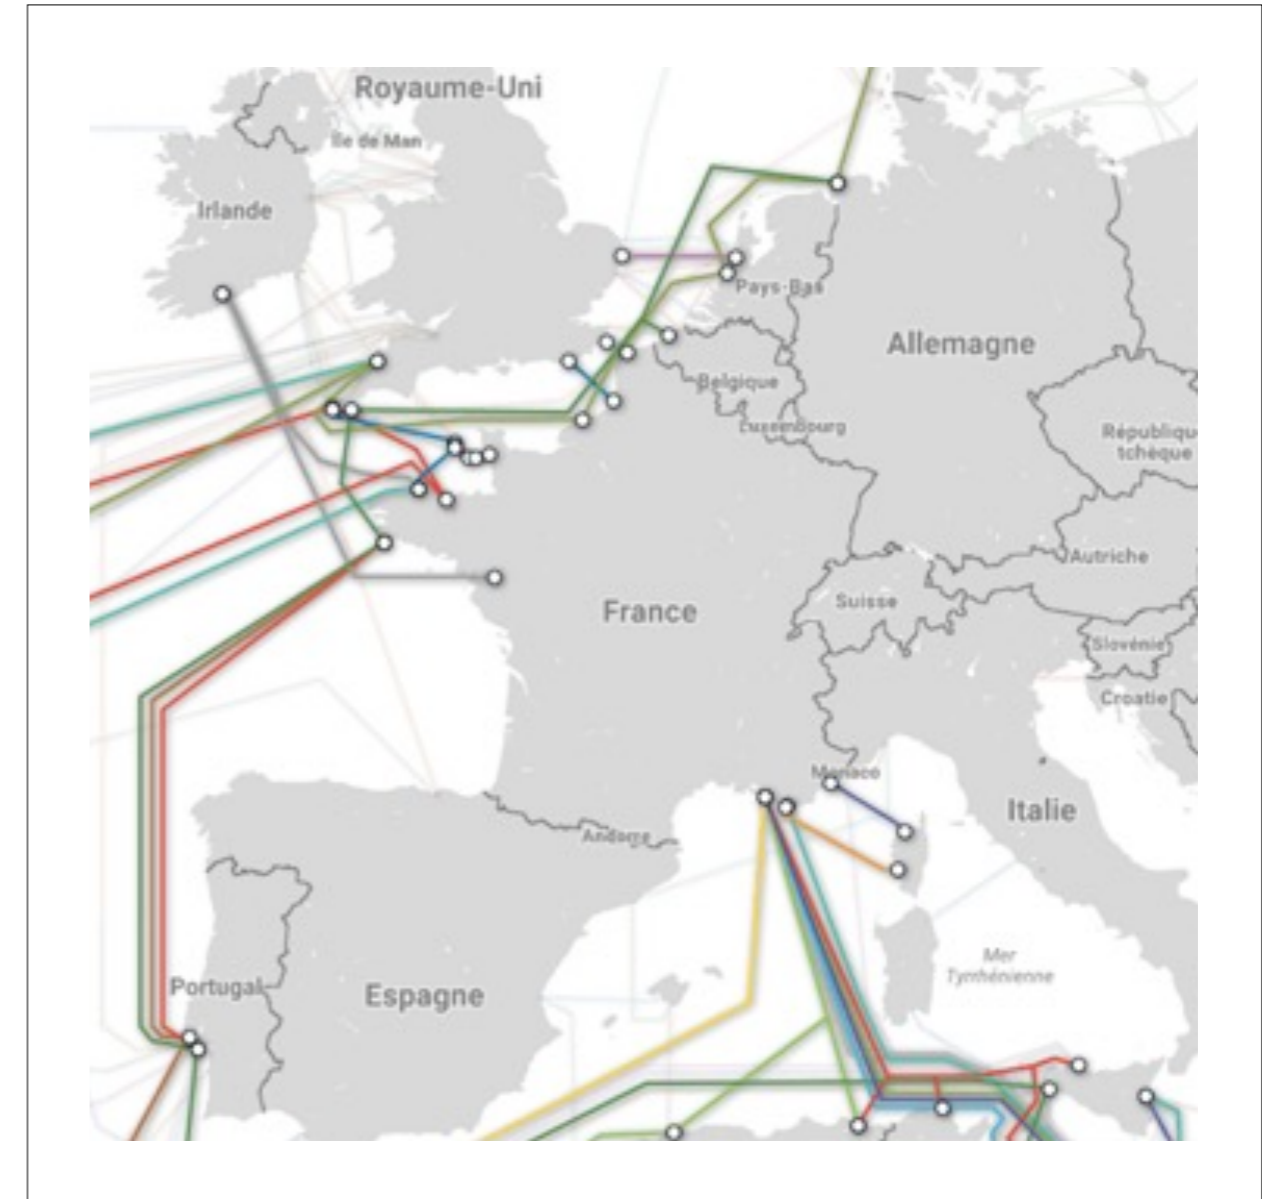 Royaume-Uni
Île de Man
Irlande
Pays-Bas
Allemagne
Belgique
Luxembourg
Républiqu
tchèque
Autriche
Suisse
France
Slovénie
Croatie
Monaco
Italie
Andorre
Mer
Tyrrhénienne
Portugal
Espagne